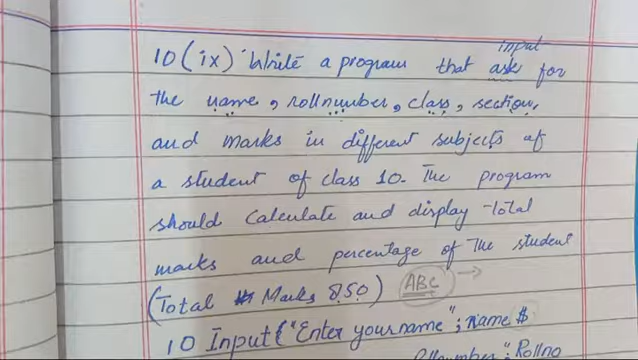 input
10 (ix) Write a program that ask for
the name, rollnumber, class, section,
and marks in different subjects of
a student of class 10. The program
should calculate and display total
marks and percentage of the student
(Total Marks 850) ABC →
10 Input ("Enter your name"; name $
Rollno